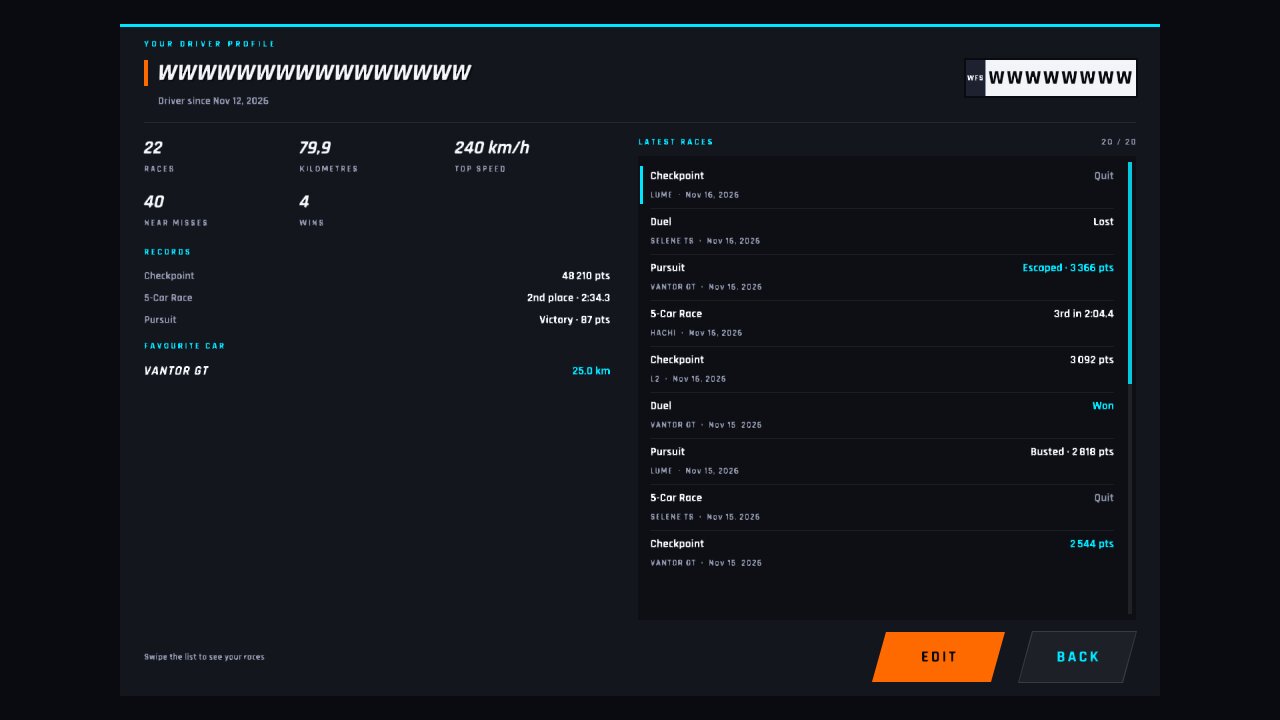 YOUR DRIVER PROFILE
WWWWWWWWWWWWWWWW
Driver since Nov 12, 2026
WFS WWWWWWWW
22
RACES
79,9
KILOMETRES
240 km/h
TOP SPEED
40
NEAR MISSES
4
WINS
RECORDS
Checkpoint 48 210 pts
5-Car Race 2nd place · 2:34.3
Pursuit Victory · 87 pts
FAVOURITE CAR
VANTOR GT 25.0 km
LATEST RACES 20 / 20
Checkpoint Quit
LUME · Nov 16, 2026
Duel Lost
SELENE TS · Nov 16, 2026
Pursuit Escaped · 3 366 pts
VANTOR GT · Nov 16, 2026
5-Car Race 3rd in 2:04.4
HACHI · Nov 16, 2026
Checkpoint 3 092 pts
L2 · Nov 16, 2026
Duel Won
VANTOR GT · Nov 15, 2026
Pursuit Busted · 2 818 pts
LUME · Nov 15, 2026
5-Car Race Quit
SELENE TS · Nov 15, 2026
Checkpoint 2 544 pts
VANTOR GT · Nov 15, 2026
Swipe the list to see your races
EDIT
BACK